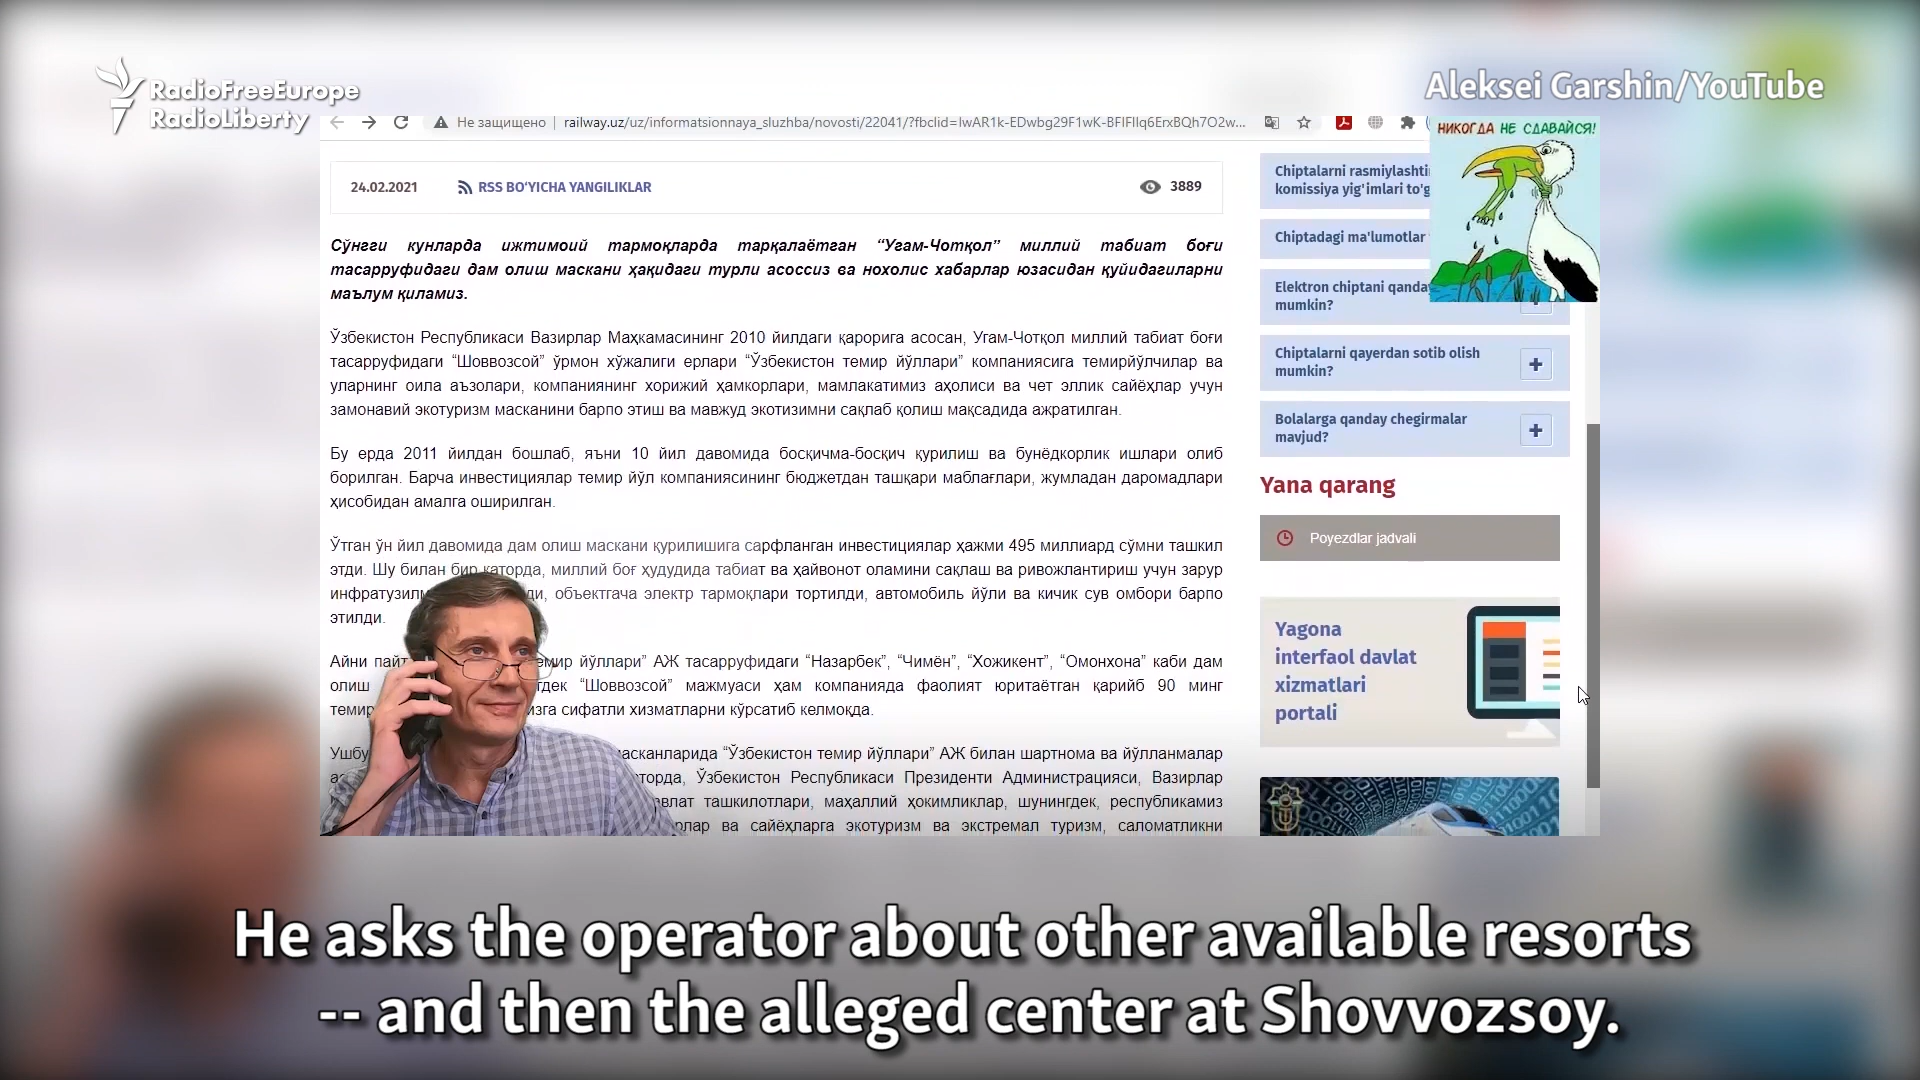 RadioFreeEurope
RadioLiberty
Aleksei Garshin/YouTube
Не защищено | railway.uz/uz/informatsionnaya_sluzhba/novosti/22041/?fbclid=IwAR1k-EDwbg29F1wK-BFIFIIq6ErxBQh7O2w...
24.02.2021 RSS BO‘YICHA YANGILIKLAR 3889
Сўнгги кунларда ижтимоий тармоқларда тарқалаётган “Угам-Чотқол” миллий табиат боғи
тасарруфидаги дам олиш маскани ҳақидаги турли асоссиз ва нохолис хабарлар юзасидан қуйидагиларни
маълум қиламиз.
Ўзбекистон Республикаси Вазирлар Маҳкамасининг 2010 йилдаги қарорига асосан, Угам-Чотқол миллий табиат боғи
тасарруфидаги “Шоввозсой” ўрмон хўжалиги ерлари “Ўзбекистон темир йўллари” компаниясига темирйўлчилар ва
уларнинг оила аъзолари, компаниянинг хорижий ҳамкорлари, мамлакатимиз аҳолиси ва чет эллик сайёҳлар учун
замонавий экотуризм масканини барпо этиш ва мавжуд экотизимни сақлаб қолиш мақсадида ажратилган.
Бу ерда 2011 йилдан бошлаб, яъни 10 йил давомида босқичма-босқич қурилиш ва бунёдкорлик ишлари олиб
борилган. Барча инвестициялар темир йўл компаниясининг бюджетдан ташқари маблағлари, жумладан даромадлари
ҳисобидан амалга оширилган.
Ўтган ўн йил давомида дам олиш маскани қурилишига сарфланган инвестициялар ҳажми 495 миллиард сўмни ташкил
этди. Шу билан бир қаторда, миллий боғ ҳудудида табиат ва ҳайвонот оламини сақлаш ва ривожлантириш учун зарур
объектгача электр тармоқлари тортилди, автомобиль йўли ва кичик сув омбори барпо
этилди.
Айни йўллари” АЖ тасарруфидаги “Назарбек”, “Чимён”, “Хожикент”, “Омонхона” каби дам
олиш “Шоввозсой” мажмуаси ҳам компанияда фаолият юритаётган қарийб 90 минг
сифатли хизматларни кўрсатиб келмоқда.
“Ўзбекистон темир йўллари” АЖ билан шартнома ва йўлланмалар
Ўзбекистон Республикаси Президенти Администрацияси, Вазирлар
ташкилотлари, маҳаллий ҳокимликлар, шунингдек, республикамиз
ва сайёҳларга экотуризм ва экстремал туризм, саломатликни
НИКОГДА НЕ СДАВАЙСЯ!
Chiptalarni
komissiya yig'imlari
Chiptadagi ma'lumotlar
Elektron chiptani
mumkin?
Chiptalarni qayerdan sotib olish
mumkin?
Bolalarga qanday chegirmalar
mavjud?
Yana qarang
Poyezdlar jadvali
Yagona
interfaol davlat
xizmatlari
portali
He asks the operator about other available resorts
-- and then the alleged center at Shovvozsoy.